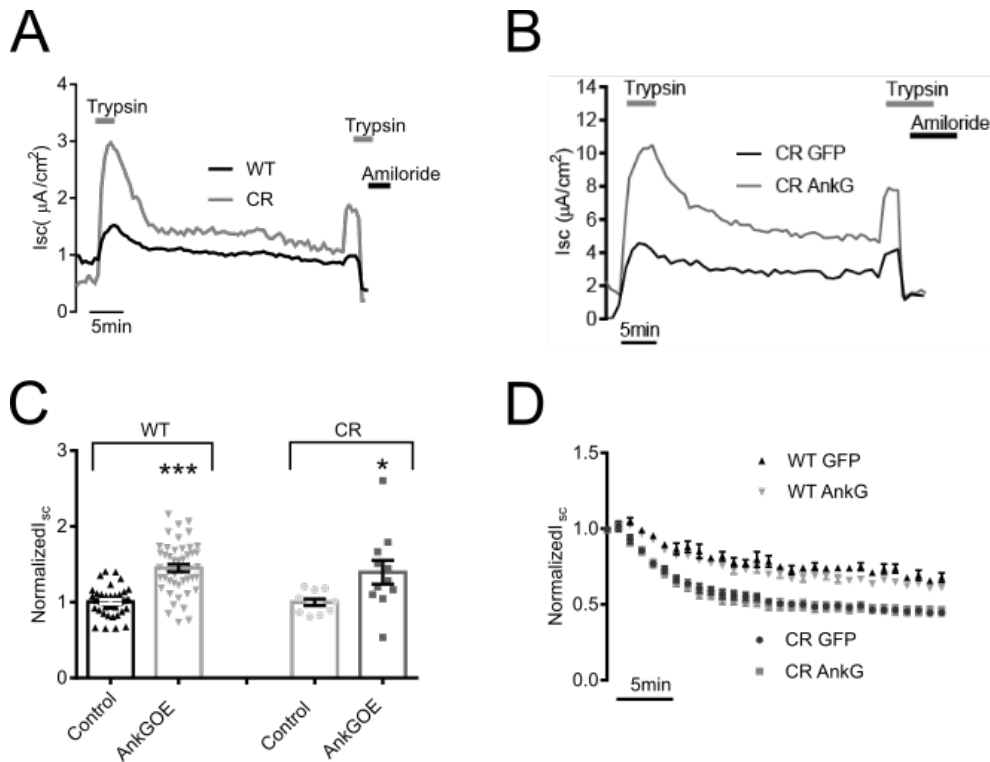 A
Isc( μA/cm²)
4
3
2
1
0
Trypsin
Trypsin
Amiloride
WT
CR
5min
B
Isc (μA/cm²)
14
12
10
8
6
4
2
0
Trypsin
Trypsin
Amiloride
CR GFP
CR AnkG
5min
C
NormalizedIsc
3
2
1
0
WT
CR
***
*
Control
AnkGOE
Control
AnkGOE
D
NormalizedIsc
1.5
1.0
0.5
0.0
WT GFP
WT AnkG
CR GFP
CR AnkG
5min